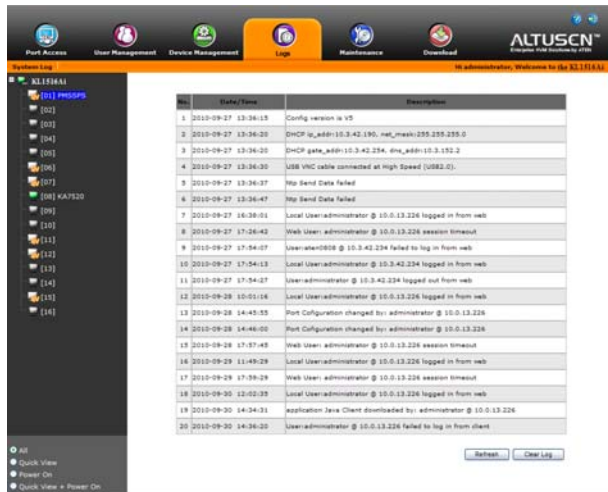 Port Access User Management Device Management Logs Maintenance Download
ALTUSCN™
Enterprise KVM Solutions by ATEN
System Log
Hi administrator, Welcome to the KL1516Ai
KL1516Ai
[01] PMSSPS
[02]
[03]
[04]
[05]
[06]
[07]
[08] KA7520
[09]
[10]
[11]
[12]
[13]
[14]
[15]
[16]
No. Date/Time Description
1 2010-09-27 13:36:15 Config version is V5
2 2010-09-27 13:36:20 DHCP ip_addr:10.3.42.190, net_mask:255.255.255.0
3 2010-09-27 13:36:20 DHCP gate_addr:10.3.42.254, dns_addr:10.3.152.2
4 2010-09-27 13:36:30 USB VNC cable connected at High Speed (USB2.0).
5 2010-09-27 13:36:37 Ntp Send Data failed
6 2010-09-27 13:36:47 Ntp Send Data failed
7 2010-09-27 16:38:01 Local User:administrator @ 10.0.13.226 logged in from web
8 2010-09-27 17:26:42 Web User: administrator @ 10.0.13.226 session timeout
9 2010-09-27 17:54:07 User:aten0808 @ 10.3.42.234 failed to log in from web
10 2010-09-27 17:54:13 Local User:administrator @ 10.3.42.234 logged in from web
11 2010-09-27 17:54:27 User:administrator @ 10.3.42.234 logged out from web
12 2010-09-28 10:01:16 Local User:administrator @ 10.0.13.226 logged in from web
13 2010-09-28 14:45:55 Port Cofiguration changed by: administrator @ 10.0.13.226
14 2010-09-28 14:46:00 Port Cofiguration changed by: administrator @ 10.0.13.226
15 2010-09-28 17:57:45 Web User: administrator @ 10.0.13.226 session timeout
16 2010-09-29 11:49:29 Local User:administrator @ 10.0.13.226 logged in from web
17 2010-09-29 17:59:29 Web User: administrator @ 10.0.13.226 session timeout
18 2010-09-30 12:02:35 Local User:administrator @ 10.0.13.226 logged in from web
19 2010-09-30 14:34:31 application Java Client downloaded by: administrator @ 10.0.13.226
20 2010-09-30 14:36:20 User:administrator @ 10.0.13.226 failed to log in from client
Refresh Clear Log
All
Quick View
Power On
Quick View + Power On